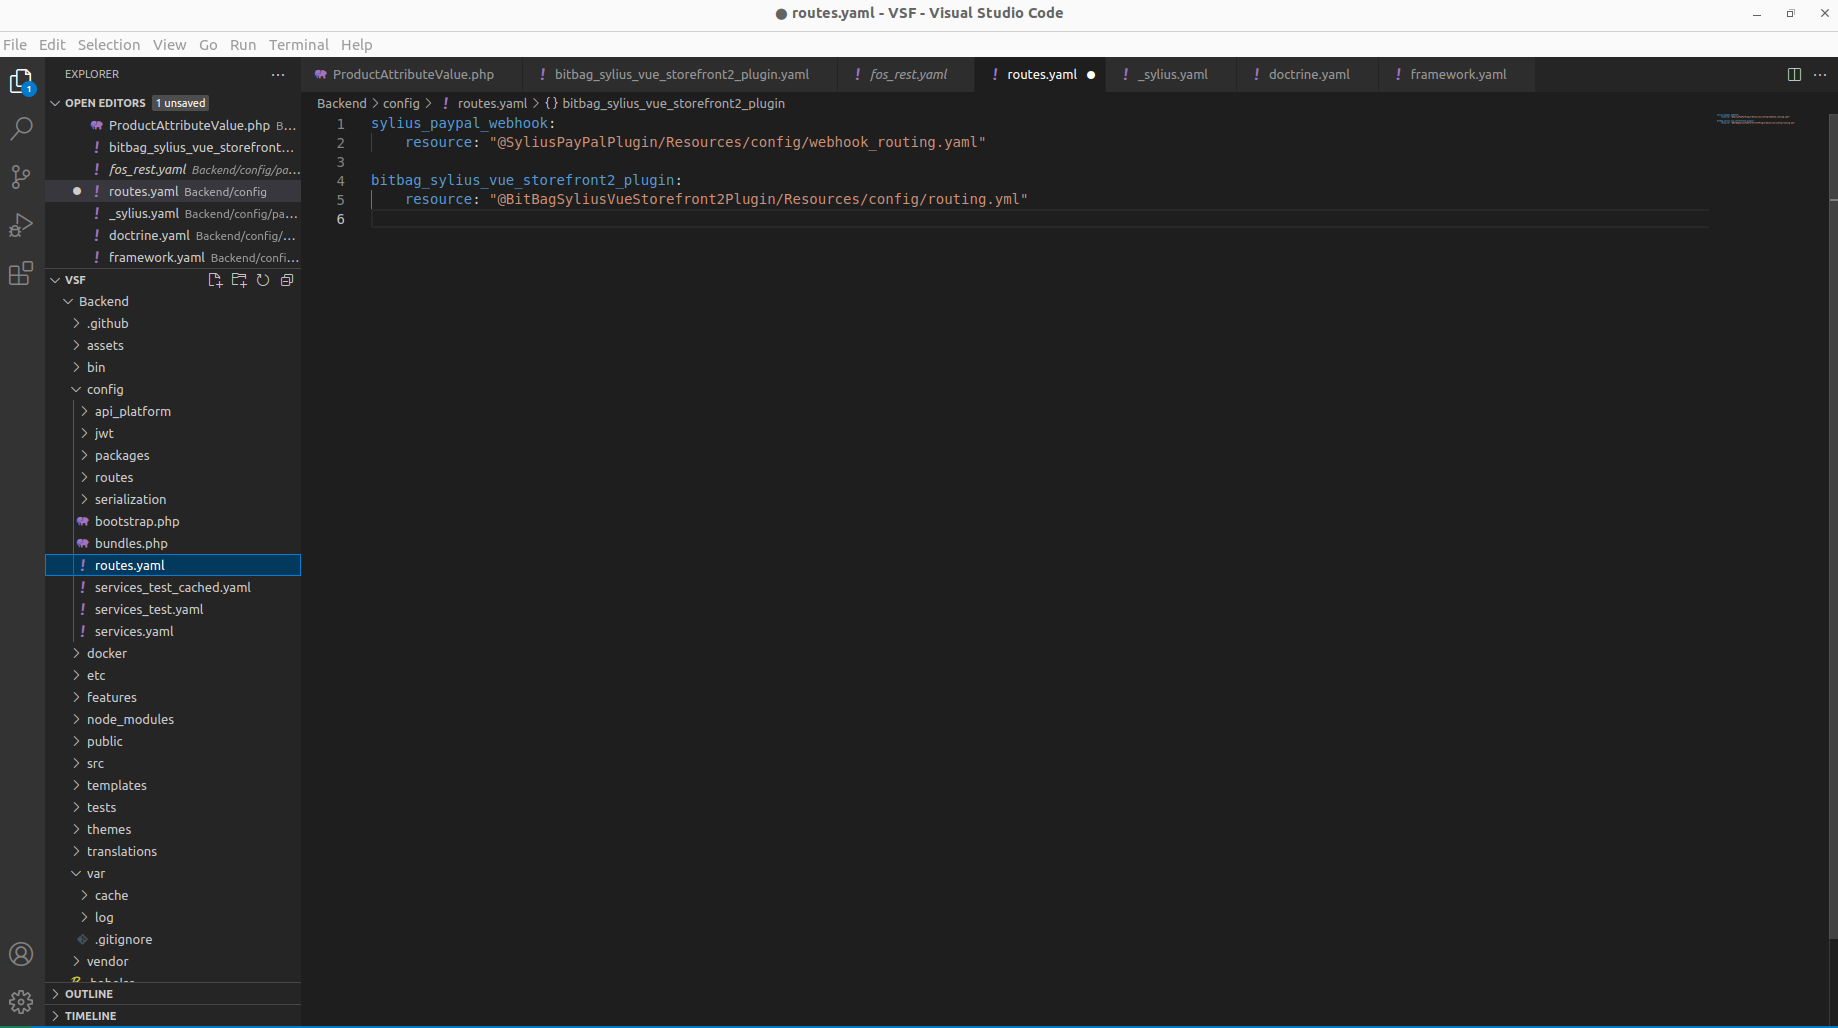 routes.yaml - VSF - Visual Studio Code
File Edit Selection View Go Run Terminal Help
1
EXPLORER
OPEN EDITORS 1 unsaved
ProductAttributeValue.php B...
bitbag_sylius_vue_storefront...
fos_rest.yaml Backend/config/pa...
routes.yaml Backend/config
_sylius.yaml Backend/config/pa...
doctrine.yaml Backend/config/...
framework.yaml Backend/confi...
VSF
Backend
.github
assets
bin
config
api_platform
jwt
packages
routes
serialization
bootstrap.php
bundles.php
routes.yaml
services_test_cached.yaml
services_test.yaml
services.yaml
docker
etc
features
node_modules
public
src
templates
tests
themes
translations
var
cache
log
.gitignore
vendor
OUTLINE
TIMELINE
ProductAttributeValue.php bitbag_sylius_vue_storefront2_plugin.yaml fos_rest.yaml routes.yaml _sylius.yaml doctrine.yaml framework.yaml
Backend > config > ! routes.yaml > {} bitbag_sylius_vue_storefront2_plugin
1 sylius_paypal_webhook:
2 resource: "@SyliusPayPalPlugin/Resources/config/webhook_routing.yaml"
3
4 bitbag_sylius_vue_storefront2_plugin:
5 resource: "@BitBagSyliusVueStorefront2Plugin/Resources/config/routing.yml"
6